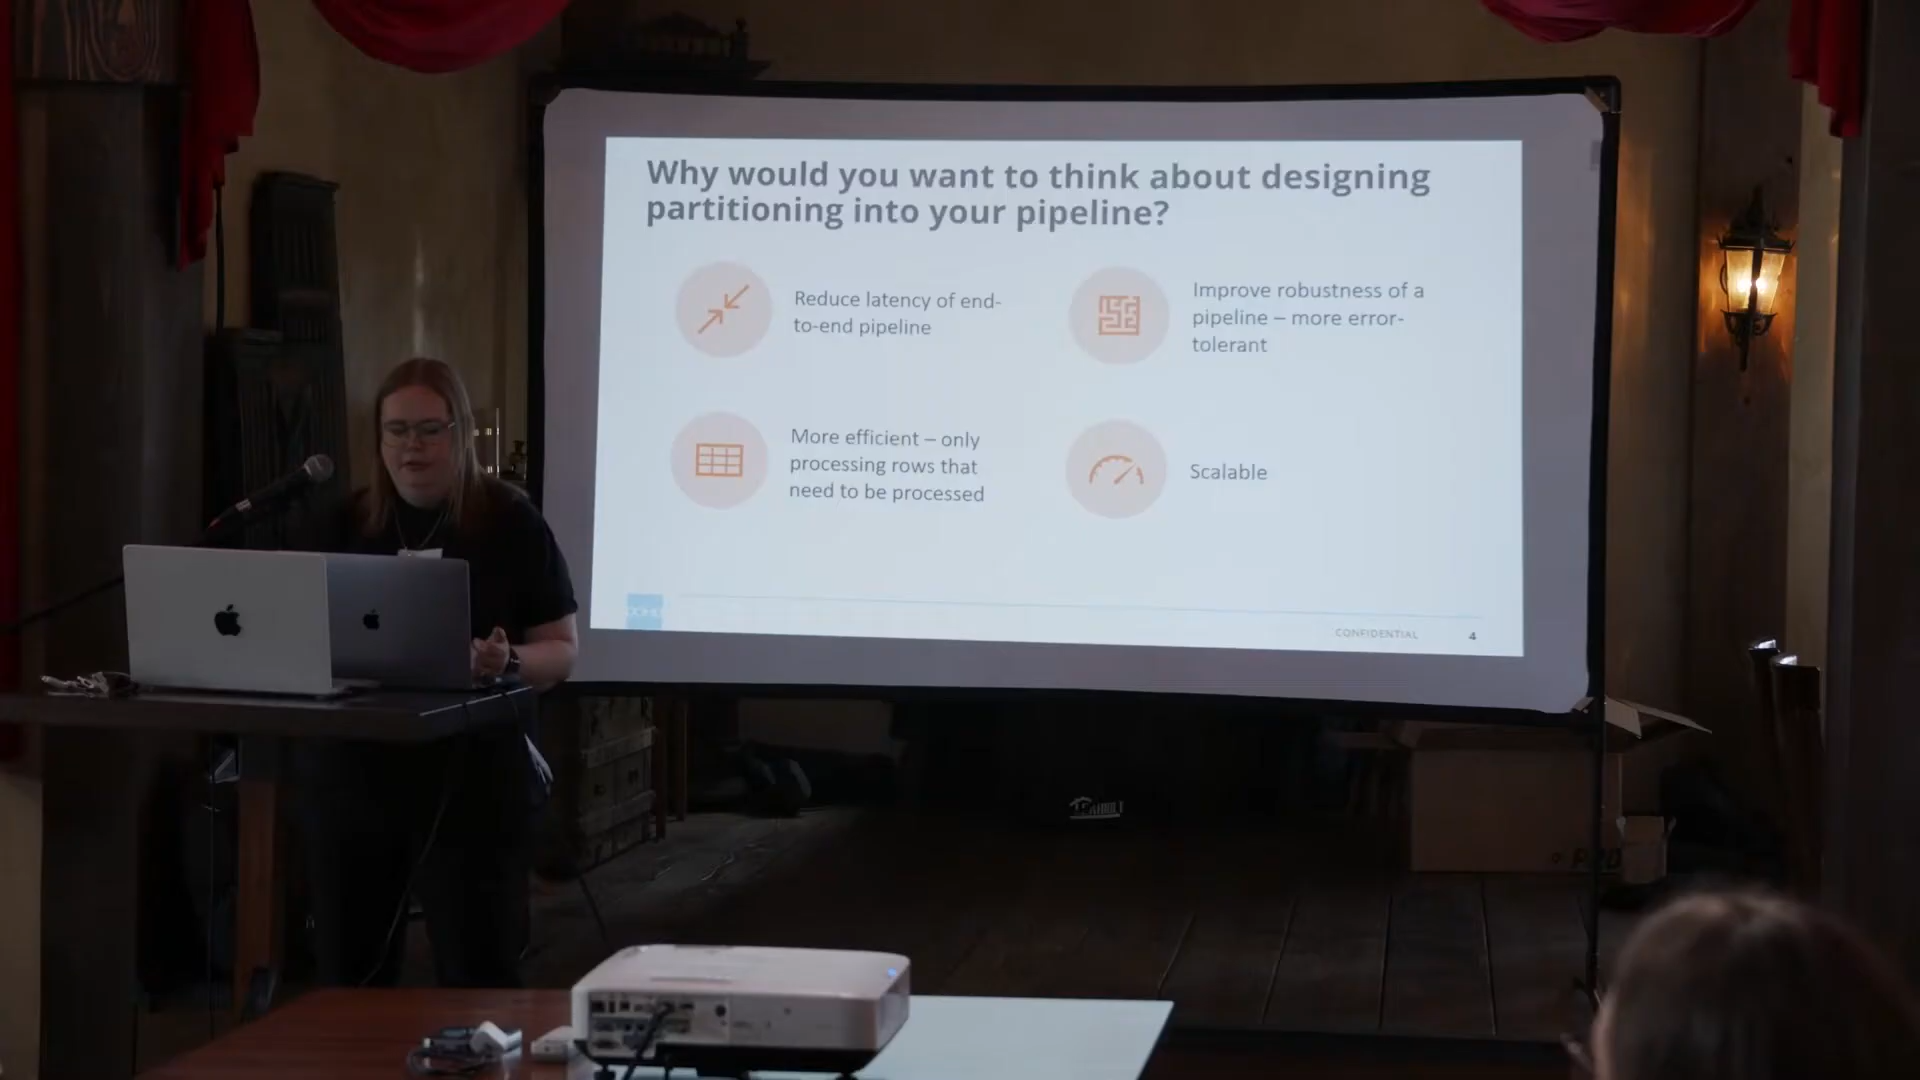 Why would you want to think about designing
partitioning into your pipeline?
Reduce latency of end-
to-end pipeline
Improve robustness of a
pipeline – more error-
tolerant
More efficient – only
processing rows that
need to be processed
Scalable
CONFIDENTIAL
4